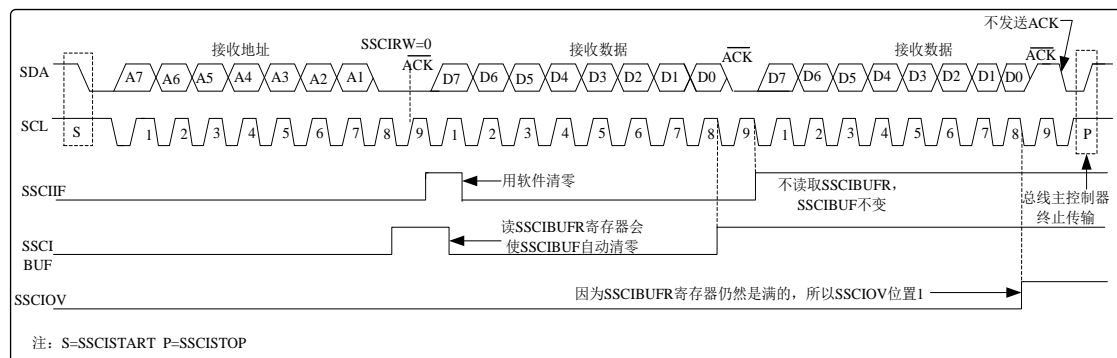 不发送ACK
接收地址 SSCIRW=0 接收数据 接收数据
ACK ACK ACK
SDA A7 A6 A5 A4 A3 A2 A1 D7 D6 D5 D4 D3 D2 D1 D0 D7 D6 D5 D4 D3 D2 D1 D0
SCL S 1 2 3 4 5 6 7 8 9 1 2 3 4 5 6 7 8 9 1 2 3 4 5 6 7 8 9 P
SSCIIF 用软件清零
不读取SSCIBUFR,
SSCIBUF不变
总线主控制器
终止传输
SSCI
BUF
读SSCIBUFR寄存器会
使SSCIBUF自动清零
SSCIOV 因为SSCIBUFR寄存器仍然是满的，所以SSCIOV位置1
注：S=SSCISTART P=SSCISTOP